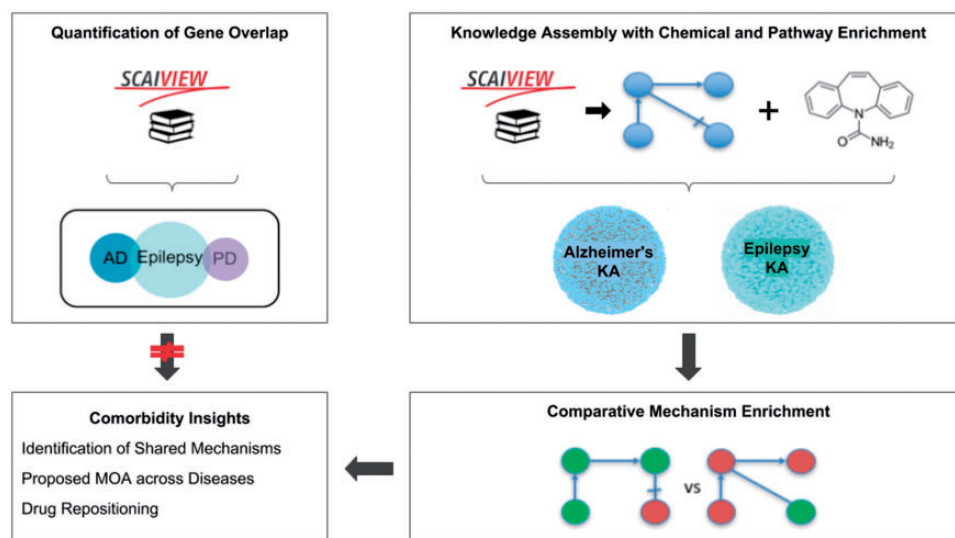 Quantification of Gene Overlap
SCAIVIEW
AD Epilepsy PD
Knowledge Assembly with Chemical and Pathway Enrichment
SCAIVIEW
+
N
O
NH₂
Alzheimer's
KA
Epilepsy
KA
Comorbidity Insights
Identification of Shared Mechanisms
Proposed MOA across Diseases
Drug Repositioning
Comparative Mechanism Enrichment
VS